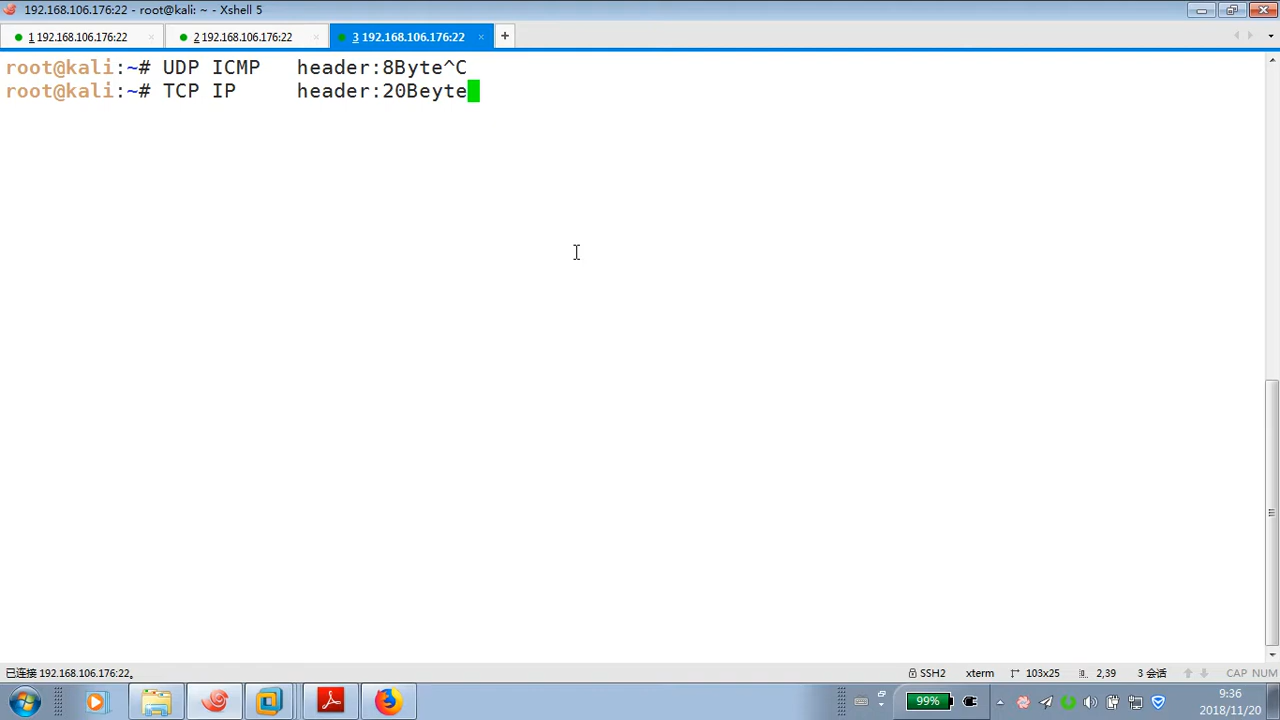 192.168.106.176:22 - root@kali: ~ - Xshell 5
1 192.168.106.176:22 × 2 192.168.106.176:22 × 3 192.168.106.176:22 × +
root@kali:~# UDP ICMP   header:8Byte^C
root@kali:~# TCP IP     header:20Beyte
已连接 192.168.106.176:22。 SSH2 xterm 103x25 2,39 3 会话 CAP NUM
99% 9:36
2018/11/20